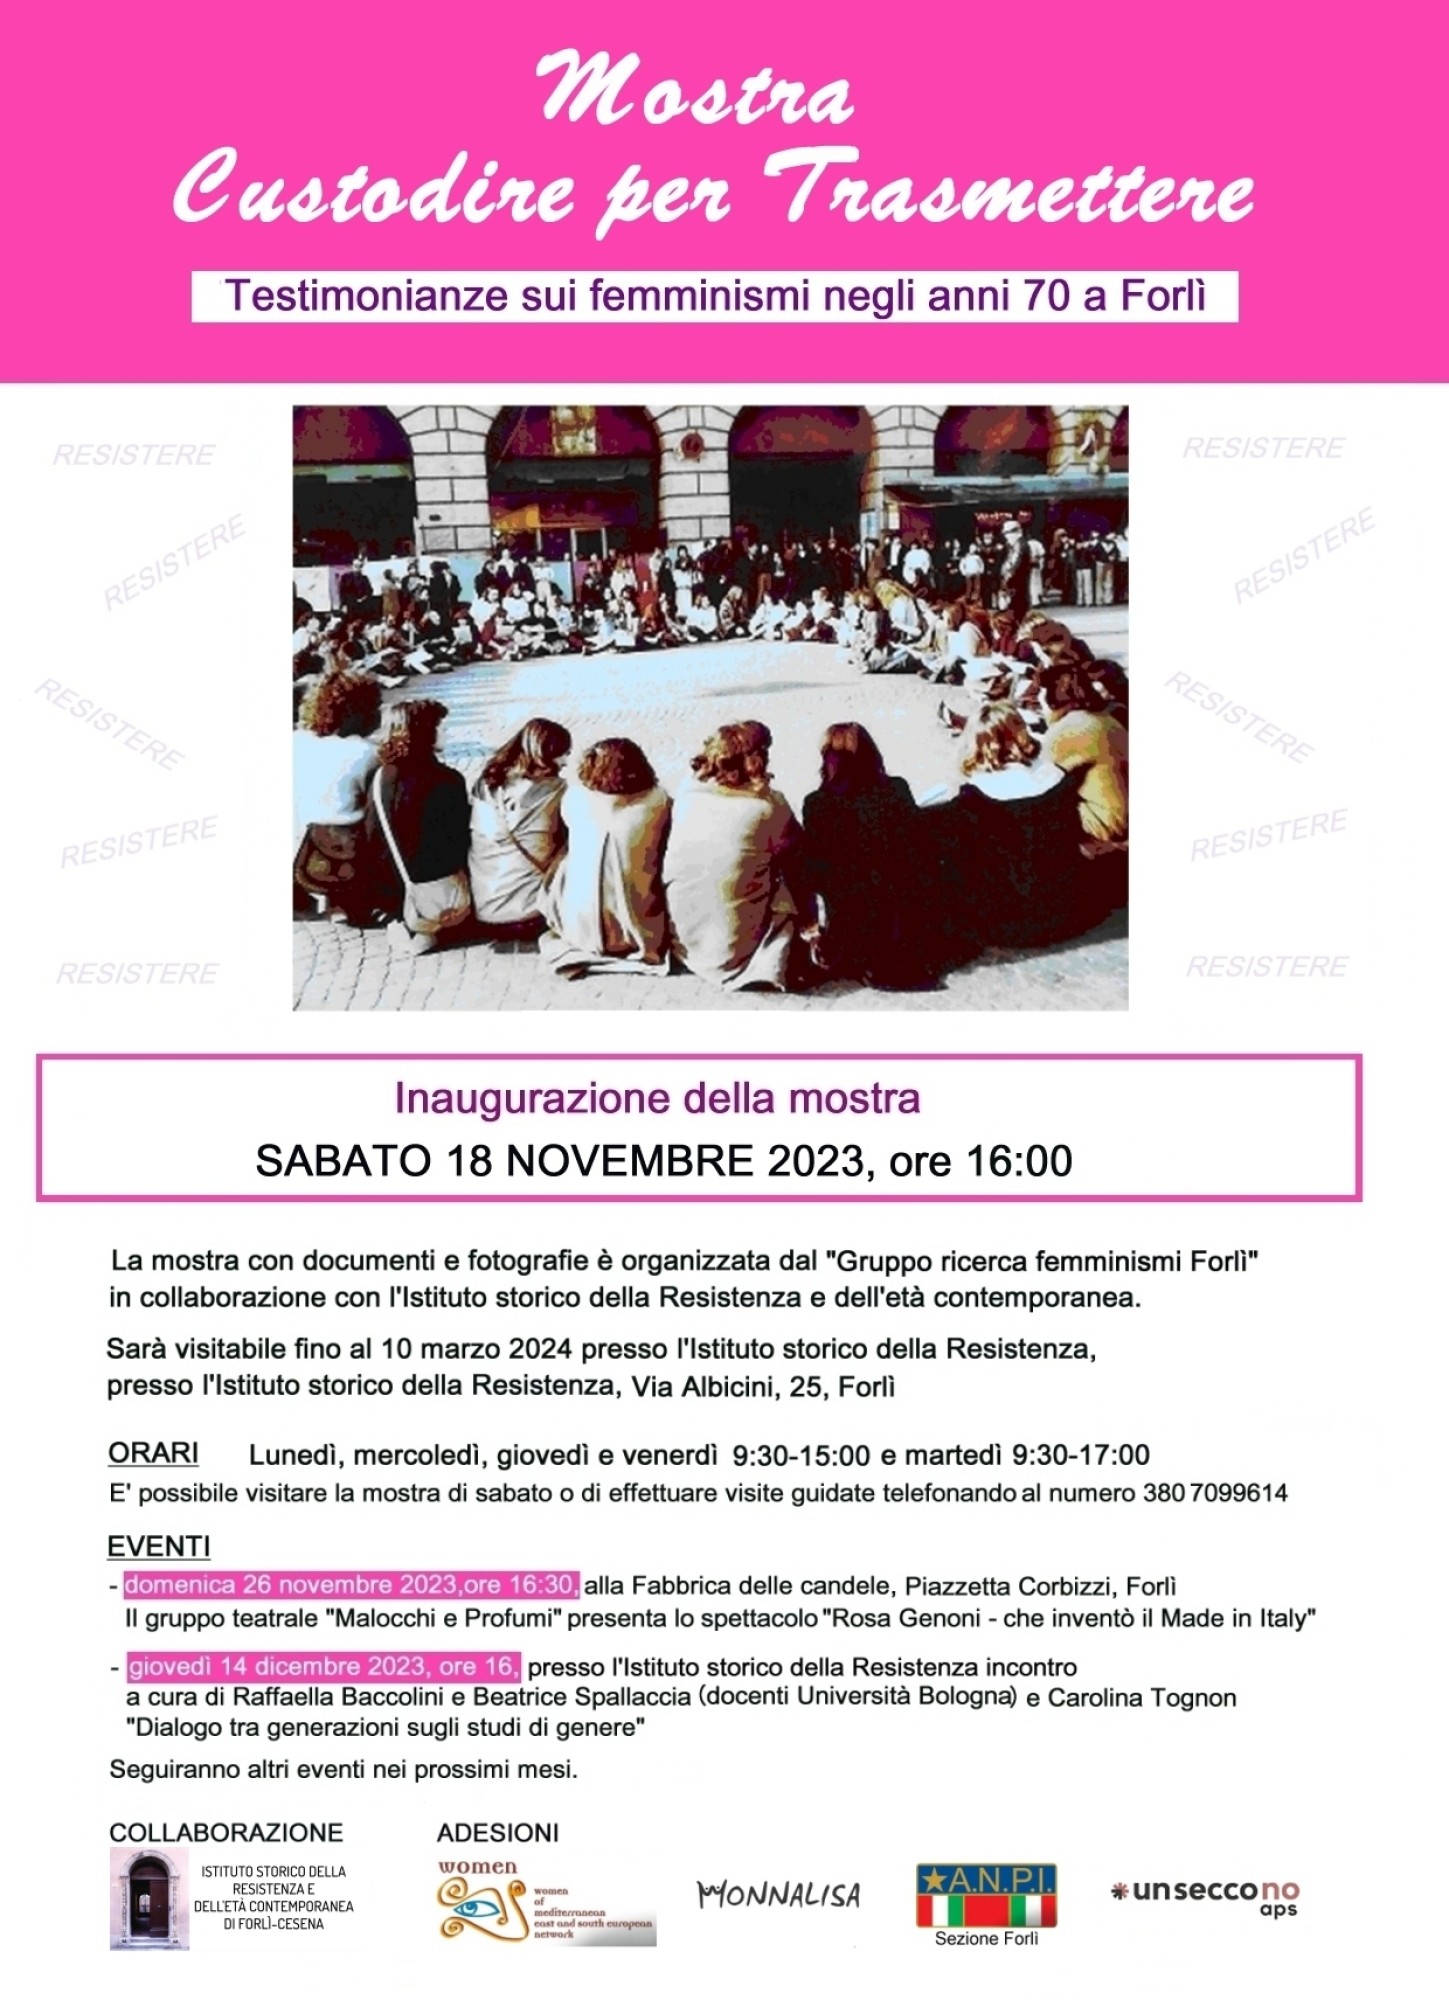 Mostra
Custodire per Trasmettere
Testimonianze sui femminismi negli anni 70 a Forlì
RESISTERE
RESISTERE
RESISTERE
RESISTERE
RESISTERE
RESISTERE
RESISTERE
RESISTERE
RESISTERE
RESISTERE
Inaugurazione della mostra
SABATO 18 NOVEMBRE 2023, ore 16:00
La mostra con documenti e fotografie è organizzata dal "Gruppo ricerca femminismi Forlì"
in collaborazione con l'Istituto storico della Resistenza e dell'età contemporanea.
Sarà visitabile fino al 10 marzo 2024 presso l'Istituto storico della Resistenza,
presso l'Istituto storico della Resistenza, Via Albicini, 25, Forlì
ORARI Lunedì, mercoledì, giovedì e venerdì 9:30-15:00 e martedì 9:30-17:00
E' possibile visitare la mostra di sabato o di effettuare visite guidate telefonando al numero 380 7099614
EVENTI
- domenica 26 novembre 2023,ore 16:30, alla Fabbrica delle candele, Piazzetta Corbizzi, Forlì
Il gruppo teatrale "Malocchi e Profumi" presenta lo spettacolo "Rosa Genoni - che inventò il Made in Italy"
- giovedì 14 dicembre 2023, ore 16, presso l'Istituto storico della Resistenza incontro
a cura di Raffaella Baccolini e Beatrice Spallaccia (docenti Università Bologna) e Carolina Tognon
"Dialogo tra generazioni sugli studi di genere"
Seguiranno altri eventi nei prossimi mesi.
COLLABORAZIONE
ISTITUTO STORICO DELLA
RESISTENZA E
DELL'ETÀ CONTEMPORANEA
DI FORLÌ-CESENA
ADESIONI
women
women
of
mediterranean
east and south european
network
MONNALISA
A.N.P.I.
Sezione Forlì
*unseccono
aps